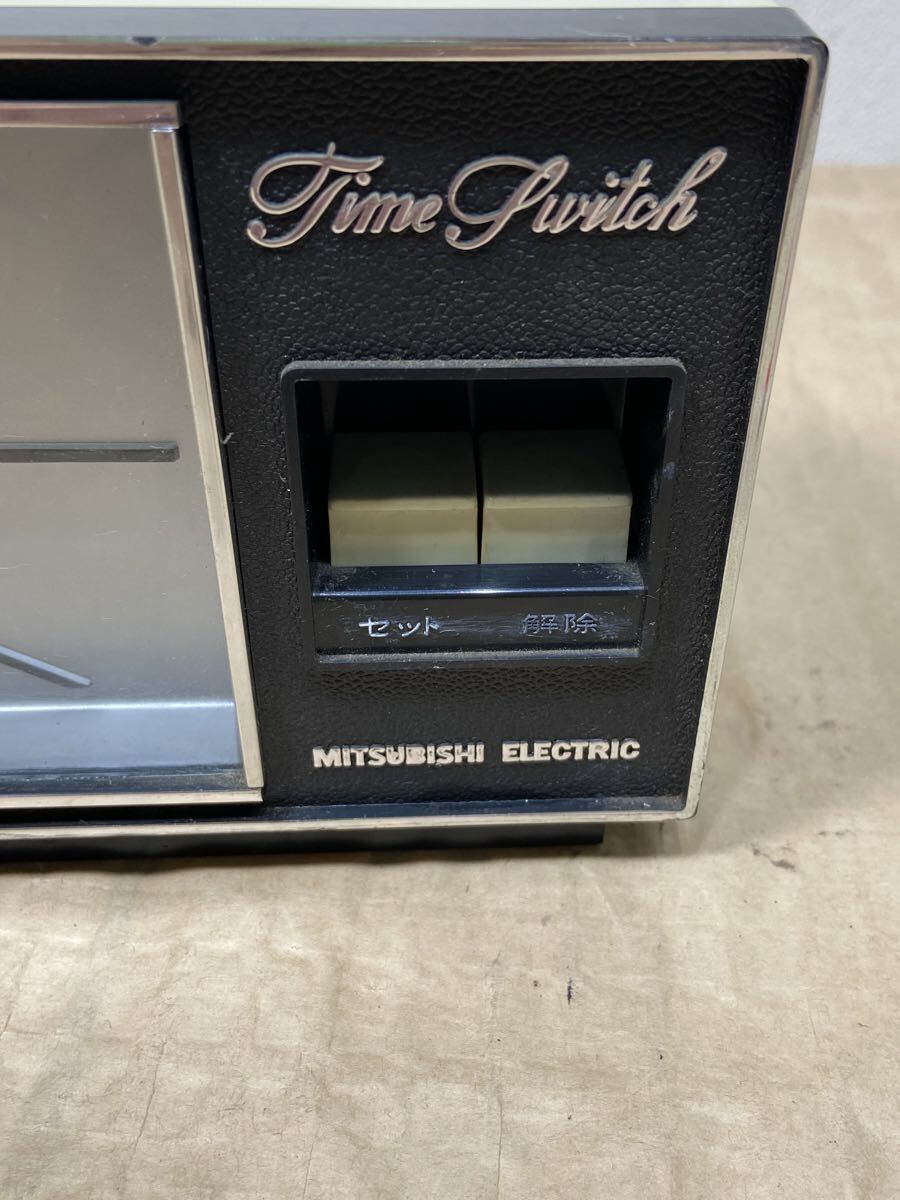 Time Switch
セット 解除
MITSUBISHI ELECTRIC